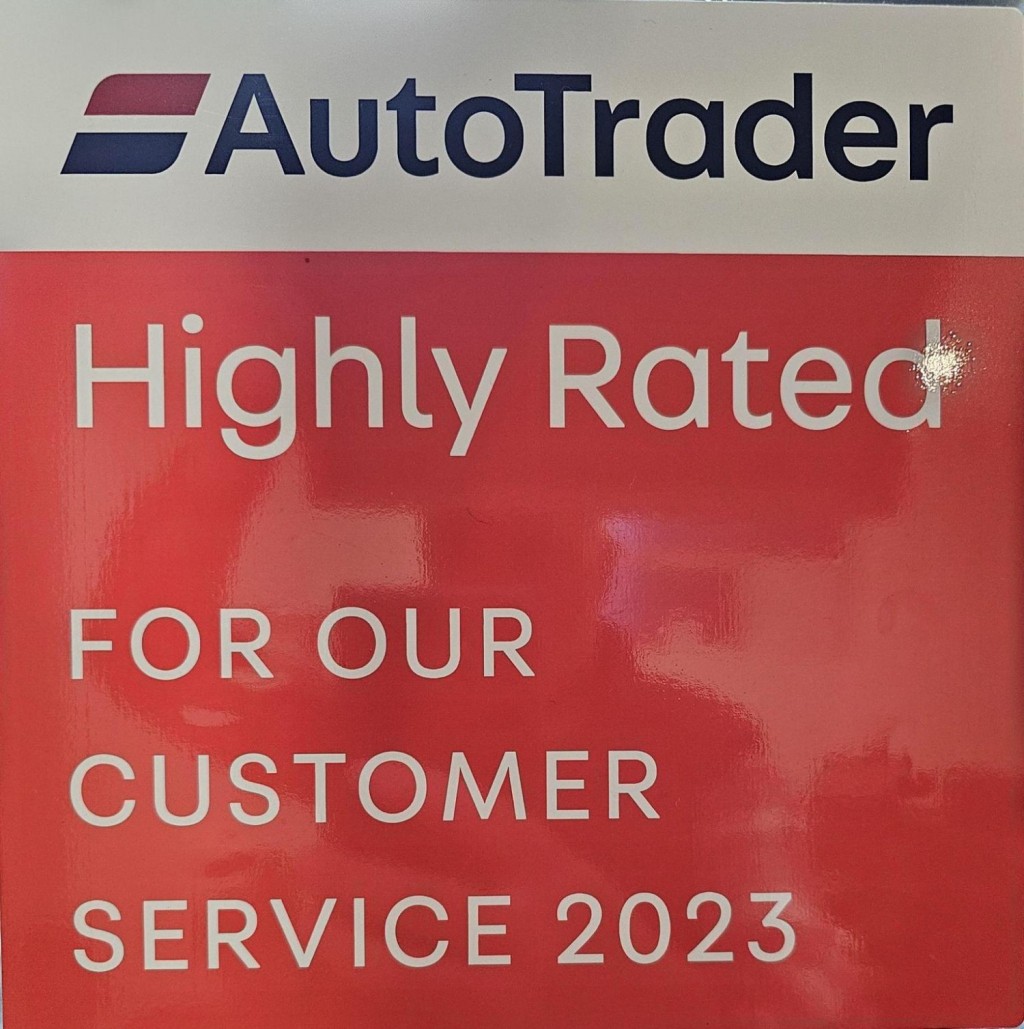 AutoTrader
Highly Rated
FOR OUR
CUSTOMER
SERVICE 2023